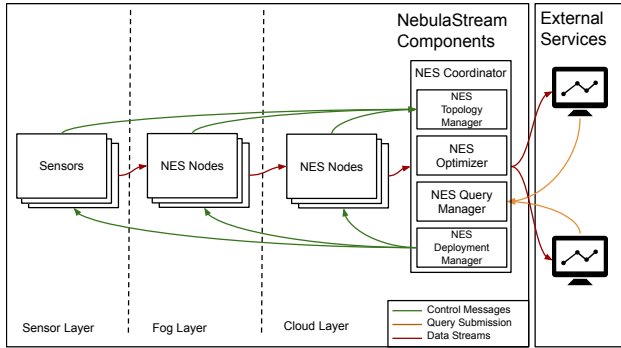 NebulaStream
Components
External
Services
NES Coordinator
NES
Topology
Manager
NES
Optimizer
NES Query
Manager
NES
Deployment
Manager
Sensors
NES Nodes
NES Nodes
Sensor Layer
Fog Layer
Cloud Layer
Control Messages
Query Submission
Data Streams